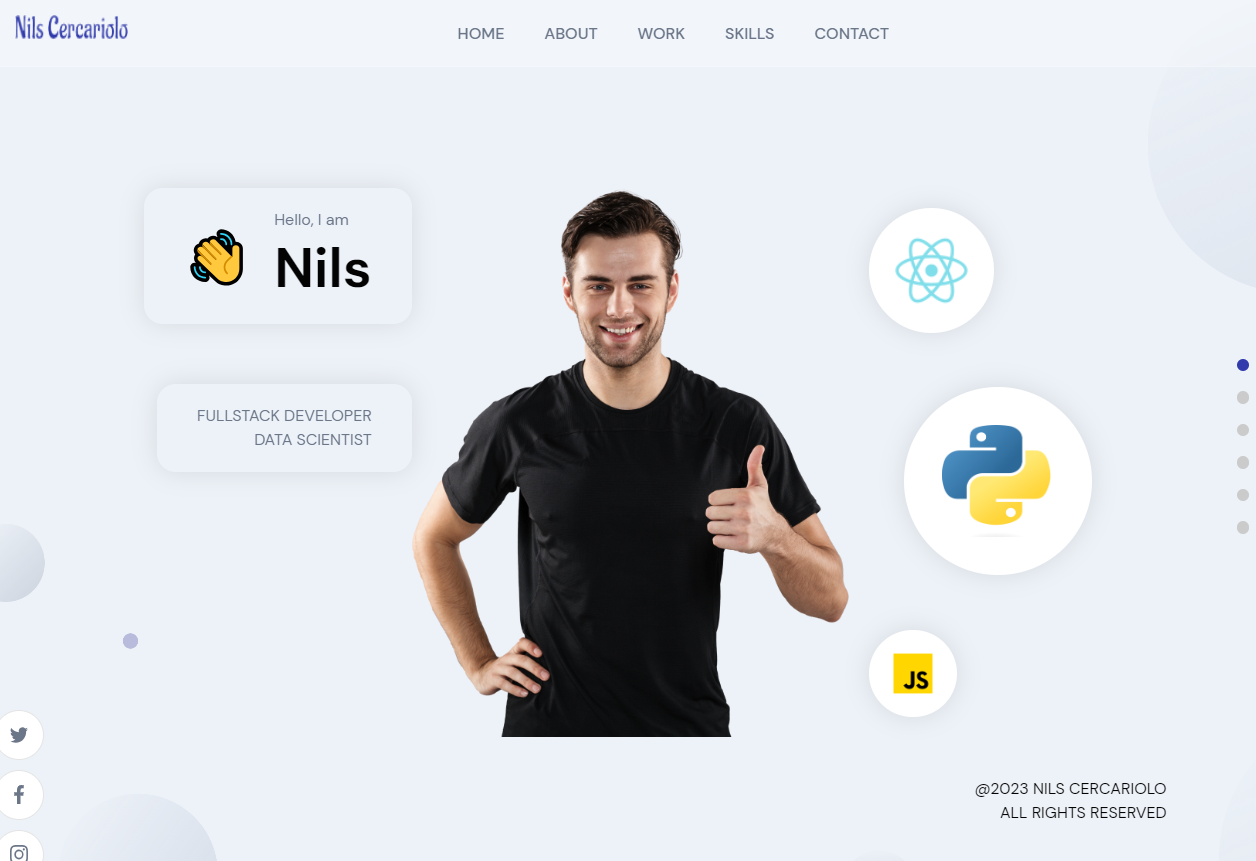 Nils Cercariolo
HOME ABOUT WORK SKILLS CONTACT
Hello, I am
Nils
FULLSTACK DEVELOPER
DATA SCIENTIST
JS
@2023 NILS CERCARIOLO
ALL RIGHTS RESERVED